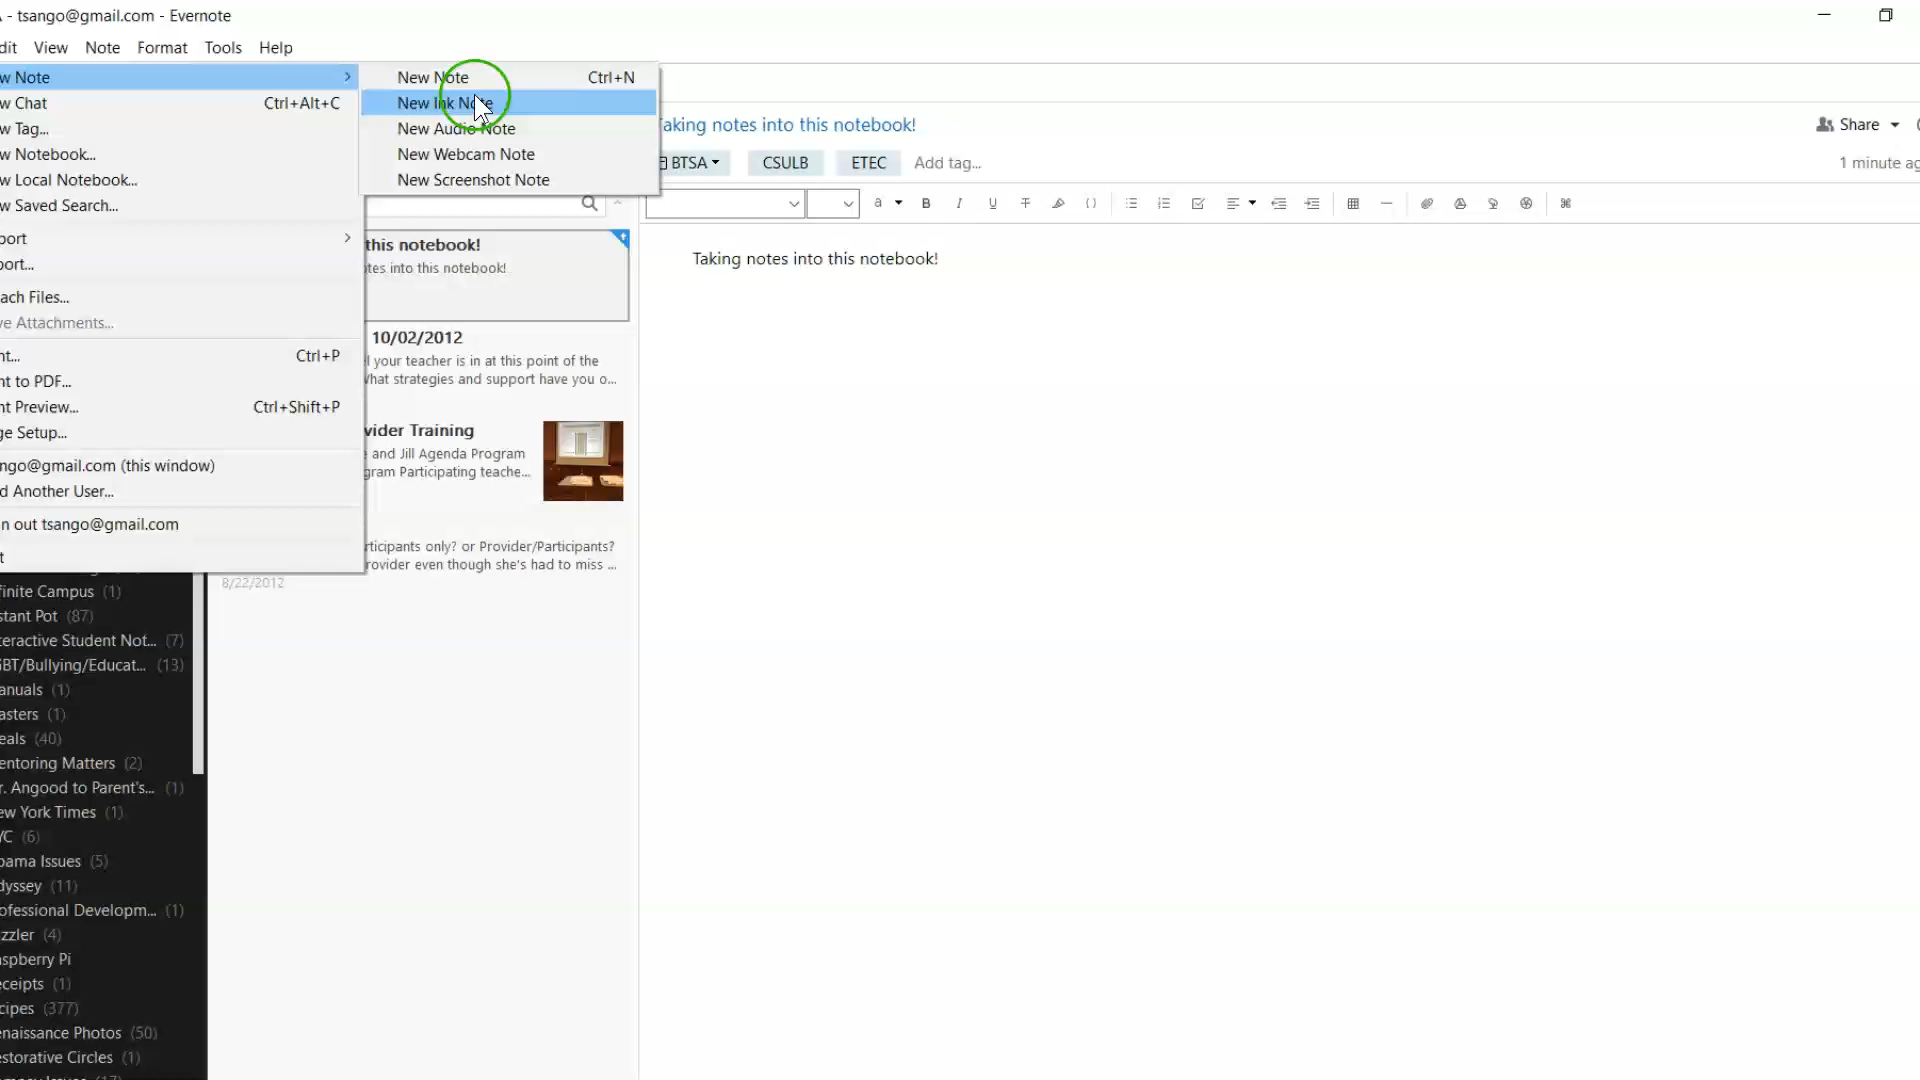 - tsango@gmail.com - Evernote
dit View Note Format Tools Help
w Note
w Chat Ctrl+Alt+C
w Tag...
w Notebook...
w Local Notebook...
w Saved Search...
port
port...
ach Files...
ve Attachments...
nt... Ctrl+P
nt to PDF...
nt Preview... Ctrl+Shift+P
ge Setup...
ngo@gmail.com (this window)
d Another User...
n out tsango@gmail.com
t
New Note Ctrl+N
New Ink Note
New Audio Note
New Webcam Note
New Screenshot Note
aking notes into this notebook!
Share
BTSA CSULB ETEC Add tag...
1 minute ag
a B I U T
Taking notes into this notebook!
this notebook!
tes into this notebook!
10/02/2012
l your teacher is in at this point of the
What strategies and support have you o...
vider Training
e and Jill Agenda Program
gram Participating teache...
rticipants only? or Provider/Participants?
rovider even though she's had to miss ...
8/22/2012
finite Campus (1)
stant Pot (87)
teractive Student Not... (7)
GBT/Bullying/Educat... (13)
anuals (1)
asters (1)
eals (40)
entoring Matters (2)
r. Angood to Parent's... (1)
ew York Times (1)
YC (6)
bama Issues (5)
dyssey (11)
ofessional Developm... (1)
zzler (4)
aspberry Pi
eceipts (1)
cipes (377)
enaissance Photos (50)
estorative Circles (1)